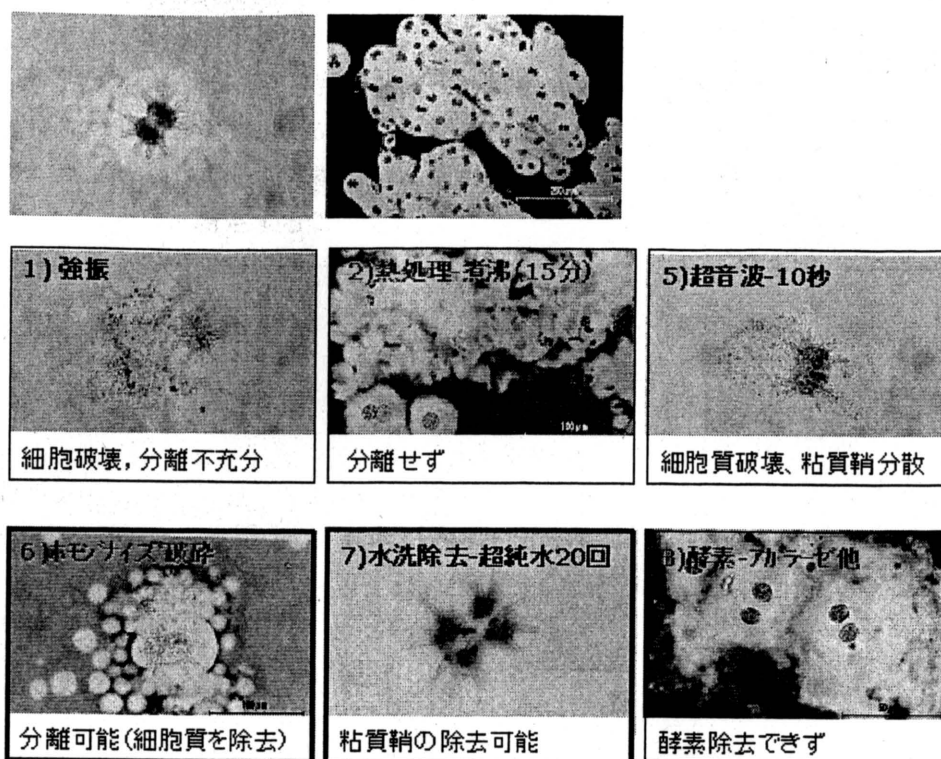 1)強振
細胞破壊,分離不充分
2)熱処理-煮沸(15分)
100μm
分離せず
5)超音波-10秒
細胞質破壊、粘質鞘分散
6)ホモジナイズ破砕
分離可能(細胞質を除去)
7)水洗除去-超純水20回
粘質鞘の除去可能
8)酵素-アルカラーゼ他
酵素除去できず